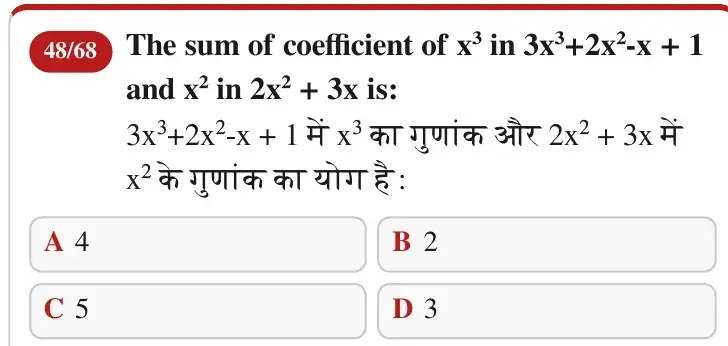 48/68 The sum of coefficient of x³ in 3x³+2x²-x + 1
and x² in 2x² + 3x is:
3x³+2x²-x + 1 में x³ का गुणांक और 2x² + 3x में
x² के गुणांक का योग है :
A 4
B 2
C 5
D 3